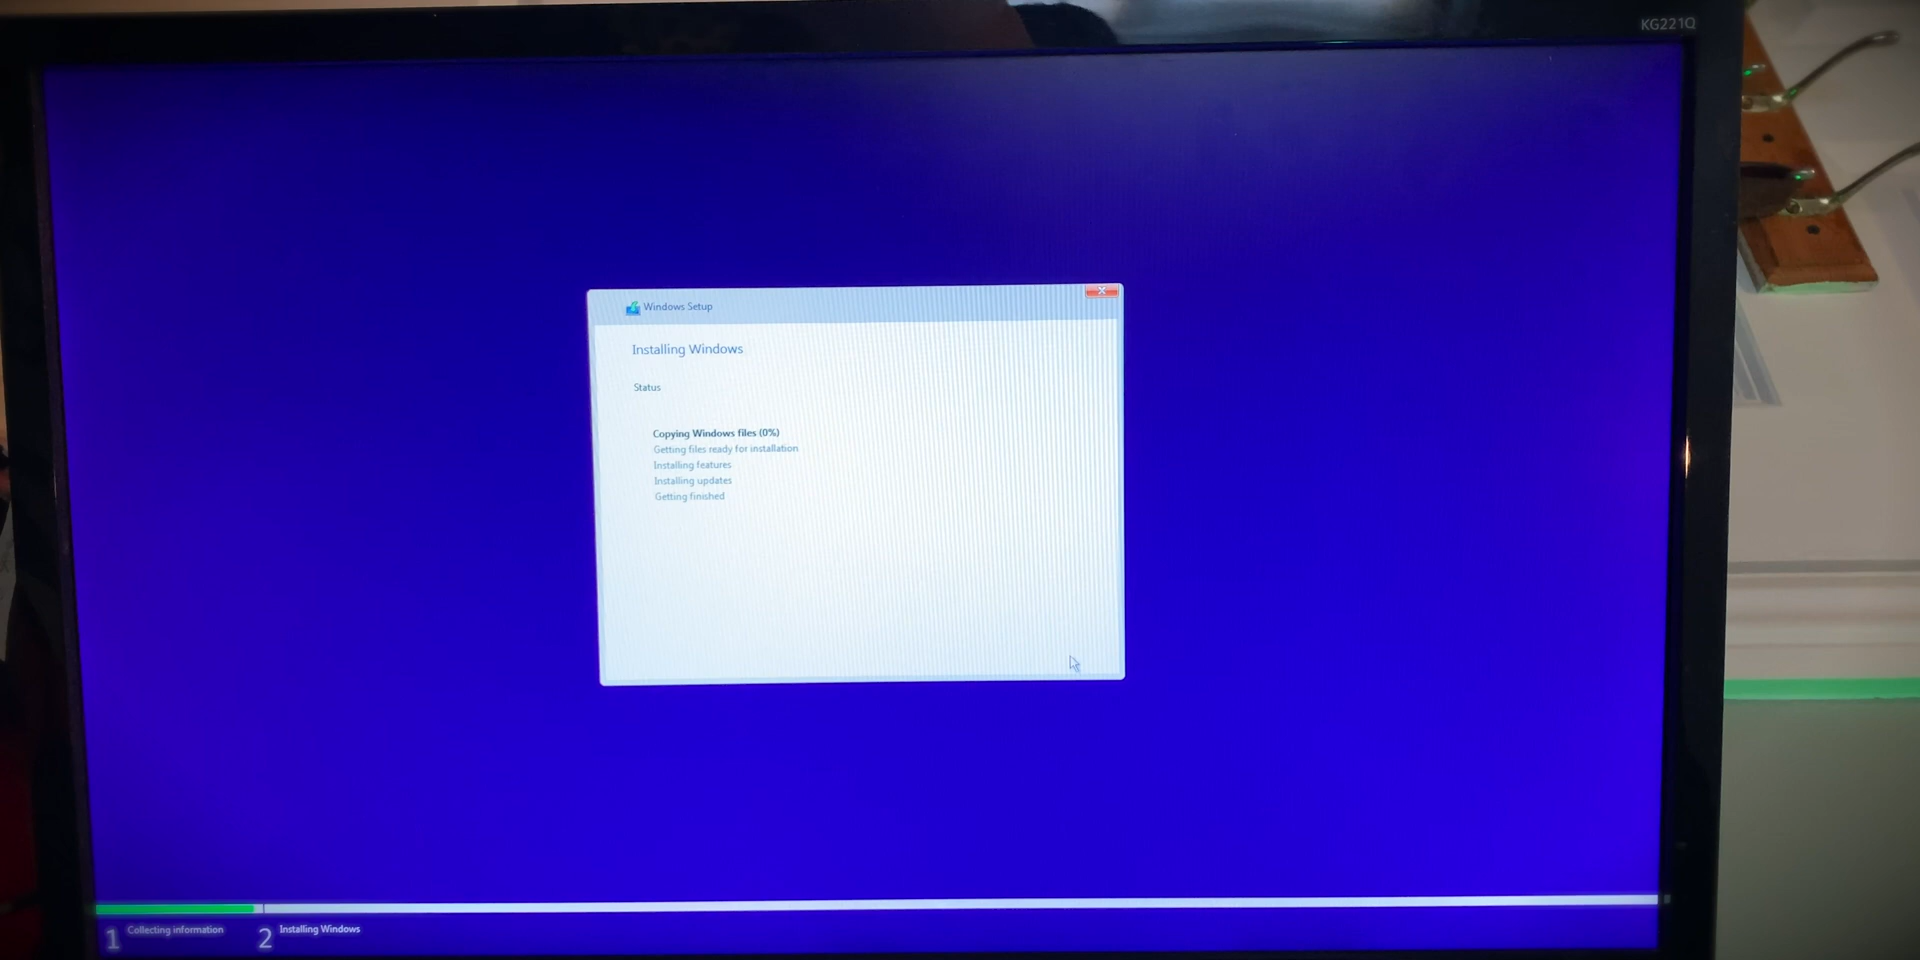 KG221Q
Windows Setup
Installing Windows
Status
Copying Windows files (0%)
Getting files ready for installation
Installing features
Installing updates
Getting finished
1 Collecting information
2 Installing Windows